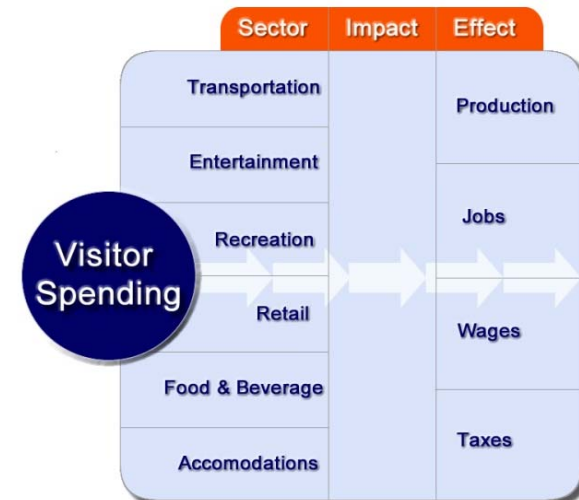 Sector Impact Effect
Transportation
Entertainment
Recreation
Retail
Food & Beverage
Accomodations
Visitor
Spending
Production
Jobs
Wages
Taxes